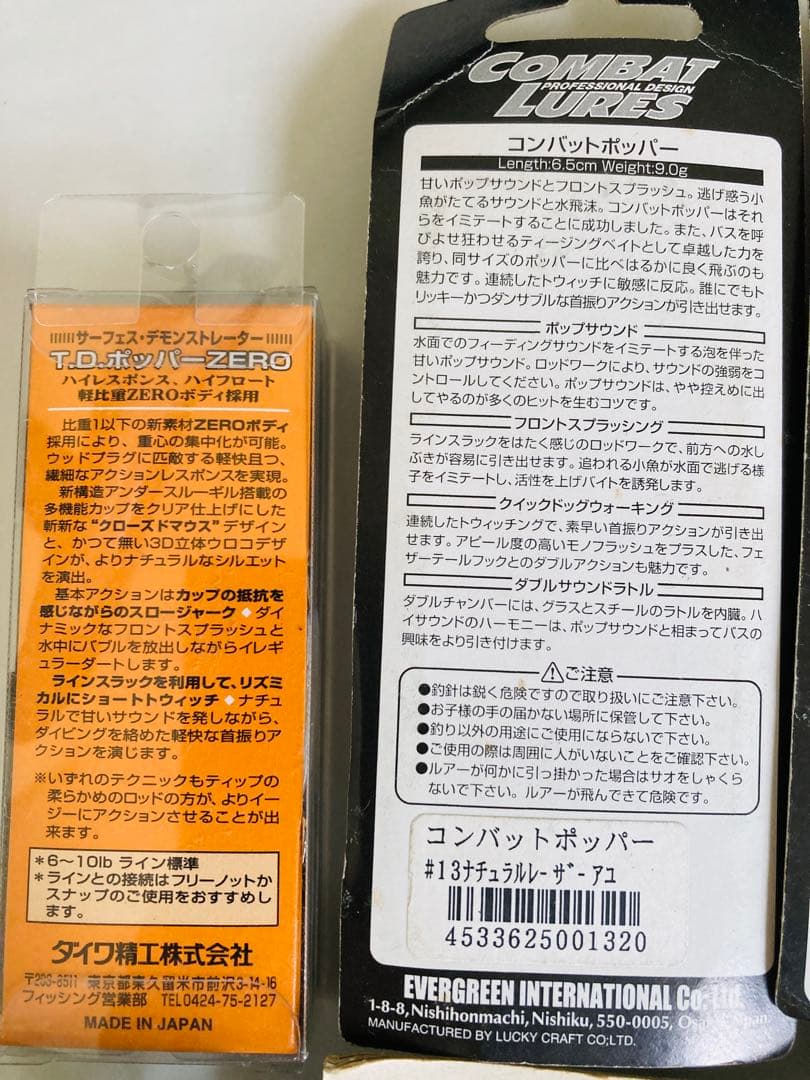 サーフェス・デモンストレーター
T.D.ポッパーZERO
ハイレスポンス、ハイフロート
軽比重ZEROボディ採用
比重1以下の新素材ZEROボディ
採用により、重心の集中化が可能。
ウッドプラグに匹敵する軽快且つ、
繊細なアクションレスポンスを実現。
新構造アンダースルーギル搭載の
多機能カップをクリア仕上げにした
斬新な“クローズドマウス”デザイン
と、かつて無い3D立体ウロコデザ
インが、よりナチュラルなシルエット
を演出。
基本アクションはカップの抵抗を
感じながらのスロージャーク◆ダイ
ナミックなフロントスプラッシュと
水中にバブルを放出しながらイレギ
ュラーダートします。
ラインスラックを利用して、リズミ
カルにショートトウィッチ◆ナチュ
ラルで甘いサウンドを発しながら、
ダイビングを絡めた軽快な首振りア
クションを演じます。
※いずれのテクニックもティップの
柔らかめのロッドの方が、よりイー
ジーにアクションさせることが出
来ます。
*6〜10lb ライン標準
*ラインとの接続はフリーノットか
スナップのご使用をおすすめしま
す。
ダイワ精工株式会社
〒203-8511 東京都東久留米市前沢3-14-16
フィッシング営業部 TEL0424-75-2127
MADE IN JAPAN
COMBAT
PROFESSIONAL DESIGN
LURES
コンバットポッパー
Length:6.5cm Weight:9.0g
甘いポップサウンドとフロントスプラッシュ。逃げ惑う小
魚がたてるサウンドと水飛沫。コンバットポッパーはそれ
らをイミテートすることに成功しました。また、バスを呼
びよせ狂わせるティージングベイトとして卓越した力を
誇り、同サイズのポッパーに比べはるかに良く飛ぶのも
魅力です。連続したトウィッチに敏感に反応。誰にでもト
リッキーかつダンサブルな首振りアクションが引き出せます。
ポップサウンド
水面でのフィーディングサウンドをイミテートする泡を伴った
甘いポップサウンド。ロッドワークにより、サウンドの強弱をコ
ントロールしてください。ポップサウンドは、やや控えめに出
してやるのが多くのヒットを生むコツです。
フロントスプラッシング
ラインスラックをはたく感じのロッドワークで、前方への水し
ぶきが容易に引き出せます。追われる小魚が水面で逃げる様
子をイミテートし、活性を上げバイトを誘発します。
クイックドッグウォーキング
連続したトウィッチングで、素早い首振りアクションが引き出
せます。アピール度の高いモノフラッシュをプラスした、フェ
ザーテールフックとのダブルアクションも魅力です。
ダブルサウンドラトル
ダブルチャンバーには、グラスとスチールのラトルを内臓。ハ
イサウンドのハーモニーは、ポップサウンドと相まってバスの
興味をより引き付けます。
ご注意
●釣針は鋭く危険ですので取り扱いにご注意下さい。
●お子様の手の届かない場所に保管して下さい。
●釣り以外の用途にご使用にならないで下さい。
●ご使用の際は周囲に人がいないことをご確認下さい。
●ルアーが何かに引っ掛かった場合はサオをしゃくら
ないで下さい。ルアーが飛んできて危険です。
コンバットポッパー
#13ナチュラルレーザーアユ
4533625001320
EVERGREEN INTERNATIONAL Co;Ltd.
1-8-8, Nishihonmachi, Nishiku, 550-0005, Osaka Japan.
MANUFACTURED BY LUCKY CRAFT CO;LTD.